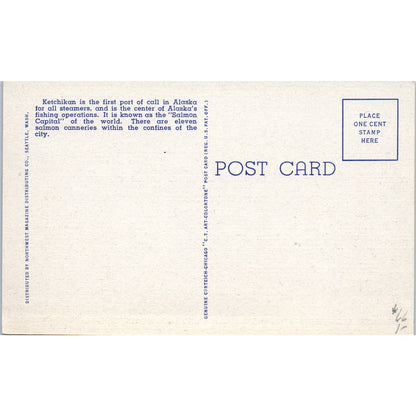 Ketchikan is the first port of call in Alaska
for all steamers, and is the center of Alaska's
fishing operations. It is known as the "Salmon
Capital" of the world. There are eleven
salmon canneries within the confines of the
city.
DISTRIBUTED BY NORTHWEST MAGAZINE DISTRIBUTING CO., SEATTLE, WASH.
GENUINE CURTEICH-CHICAGO "C.T. ART-COLORTONE" POST CARD (REG. U.S. PAT. OFF.)
POST CARD
PLACE
ONE CENT
STAMP
HERE